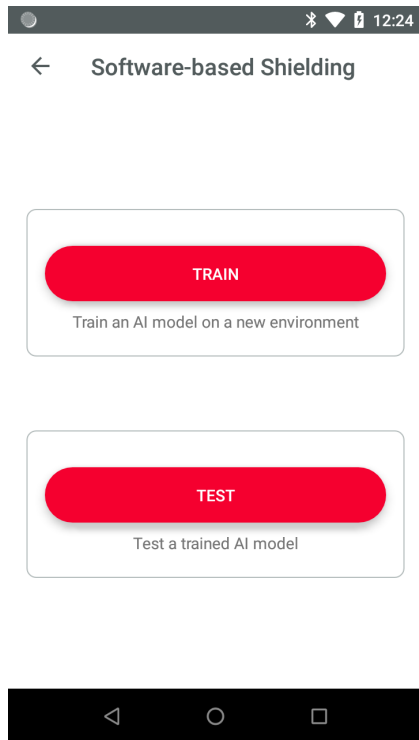 12:24
Software-based Shielding
TRAIN
Train an AI model on a new environment
TEST
Test a trained AI model